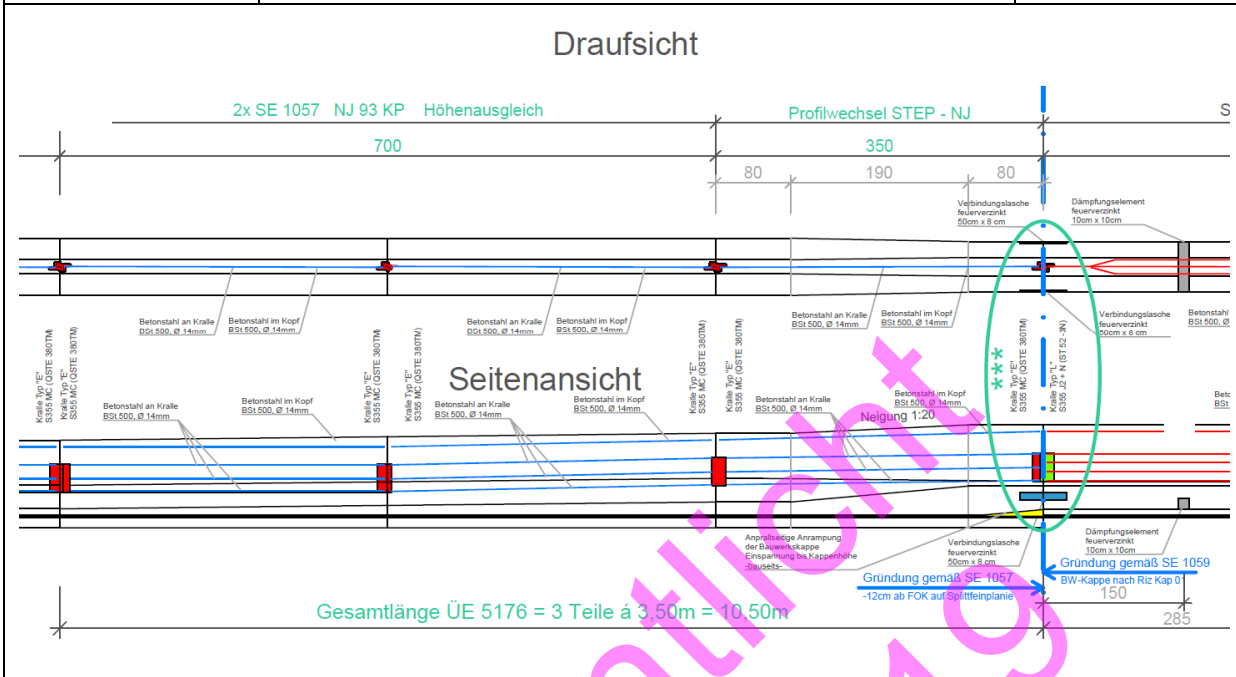 Draufsicht
2x SE 1057 NJ 93 KP Höhenausgleich
Profilwechsel STEP - NJ
S
700
350
80
190
80
Verbindungslasche
feuerverzinkt
50cm x 8 cm
Dämpfungselement
feuerverzinkt
10cm x 10cm
Betonstahl an Kralle
BSt 500, Ø 14mm
Betonstahl im Kopf
BSt 500, Ø 14mm
Betonstahl an Kralle
BSt 500, Ø 14mm
Betonstahl im Kopf
BSt 500, Ø 14mm
Betonstahl an Kralle
BSt 500, Ø 14mm
Betonstahl im Kopf
BSt 500, Ø 14mm
Verbindungslasche
feuerverzinkt
50cm x 8 cm
Betonstahl
BSt 500, Ø
Kralle Typ "E"
S355 MC (QSTE 380TM)
Kralle Typ "E"
S355 MC (QSTE 380TM)
Kralle Typ "E"
S355 MC (QSTE 380TM)
Kralle Typ "E"
S355 MC (QSTE 380TM)
Kralle Typ "E"
S355 MC (QSTE 380TM)
Kralle Typ "E"
S355 MC (QSTE 380TM)
***
Kralle Typ "E"
S355 MC (QSTE 380TM)
Kralle Typ "L"
S355 J2 + N (ST 52 -3N)
Seitenansicht
Betonstahl an Kralle
BSt 500, Ø 14mm
Betonstahl im Kopf
BSt 500, Ø 14mm
Betonstahl an Kralle
BSt 500, Ø 14mm
Betonstahl im Kopf
BSt 500, Ø 14mm
Betonstahl an Kralle
BSt 500, Ø 14mm
Betonstahl im Kopf
BSt 500, Ø 14mm
Neigung 1:20
Beto
BSt
Anprallseitige Anrampung
der Bauwerkskappe
Einspannung bis Kappenhöhe
-bauseits-
Verbindungslasche
feuerverzinkt
50cm x 8 cm
Dämpfungselement
feuerverzinkt
10cm x 10cm
Gründung gemäß SE 1057
-12cm ab FOK auf Splittfeinplanie
Gründung gemäß SE 1059
BW-Kappe nach Riz Kap 01
150
285
Gesamtlänge ÜE 5176 = 3 Teile á 3,50m = 10,50m